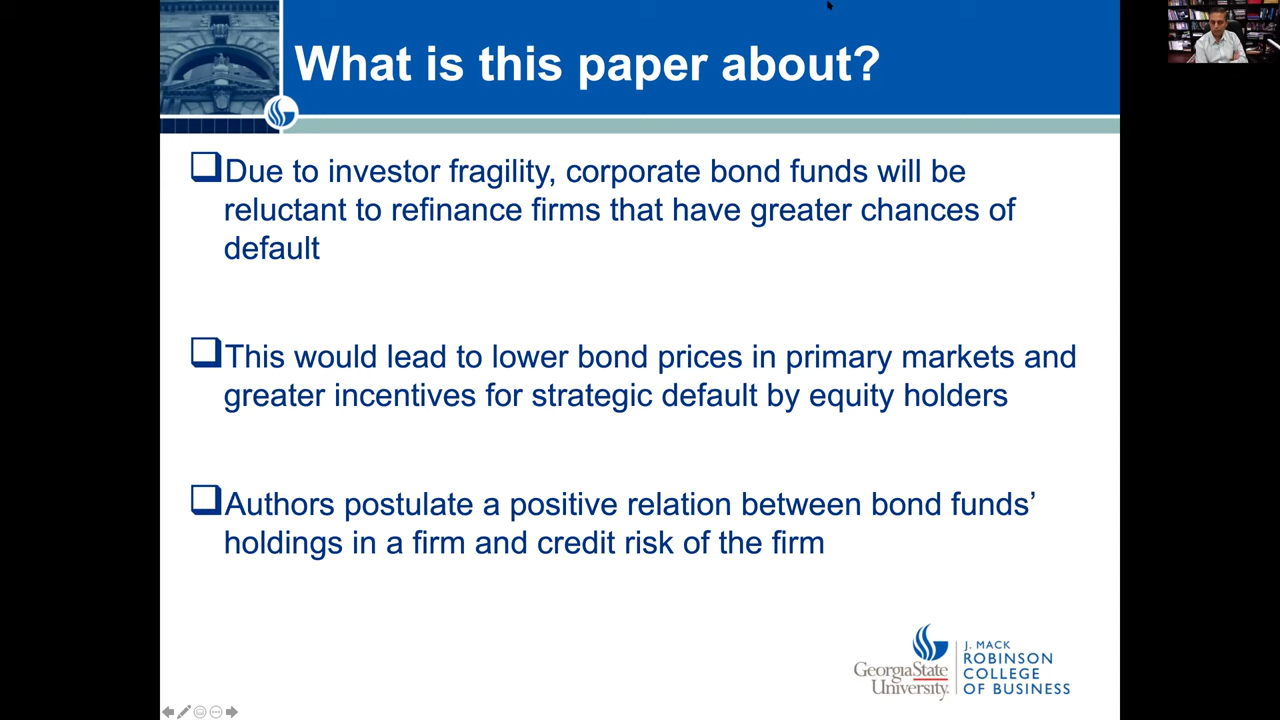 What is this paper about?
Due to investor fragility, corporate bond funds will be
reluctant to refinance firms that have greater chances of
default
This would lead to lower bond prices in primary markets and
greater incentives for strategic default by equity holders
Authors postulate a positive relation between bond funds’
holdings in a firm and credit risk of the firm
GeorgiaState
University.
J. MACK
ROBINSON
COLLEGE
OF BUSINESS